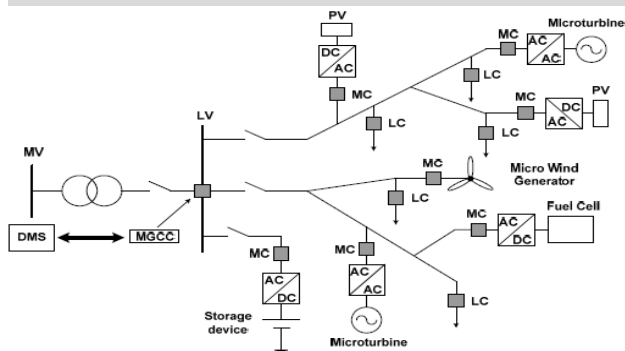 PV
DC
AC
MC
LC
MC
AC
AC
Microturbine
LC
MC
AC
DC
PV
LC
LV
MV
MC
Micro Wind
Generator
LC
DMS
MGCC
MC
AC
DC
Storage
device
MC
AC
AC
Microturbine
MC
AC
DC
Fuel Cell
LC